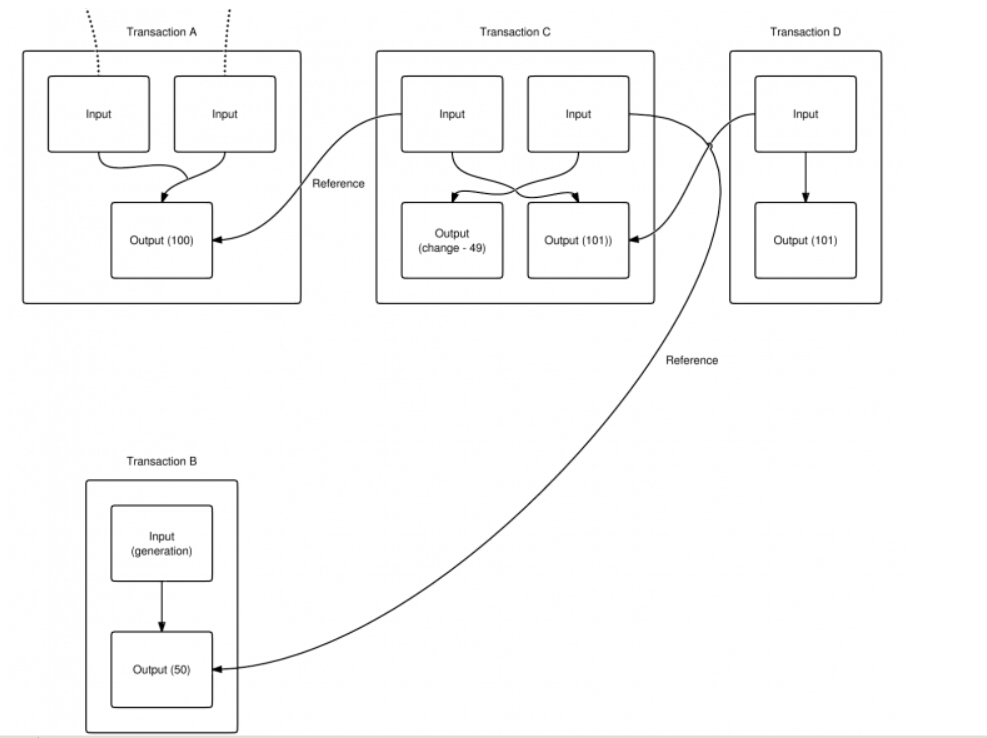 Transaction A
Input
Input
Output (100)
Reference
Transaction C
Input
Input
Output
(change - 49)
Output (101))
Transaction D
Input
Output (101)
Reference
Transaction B
Input
(generation)
Output (50)